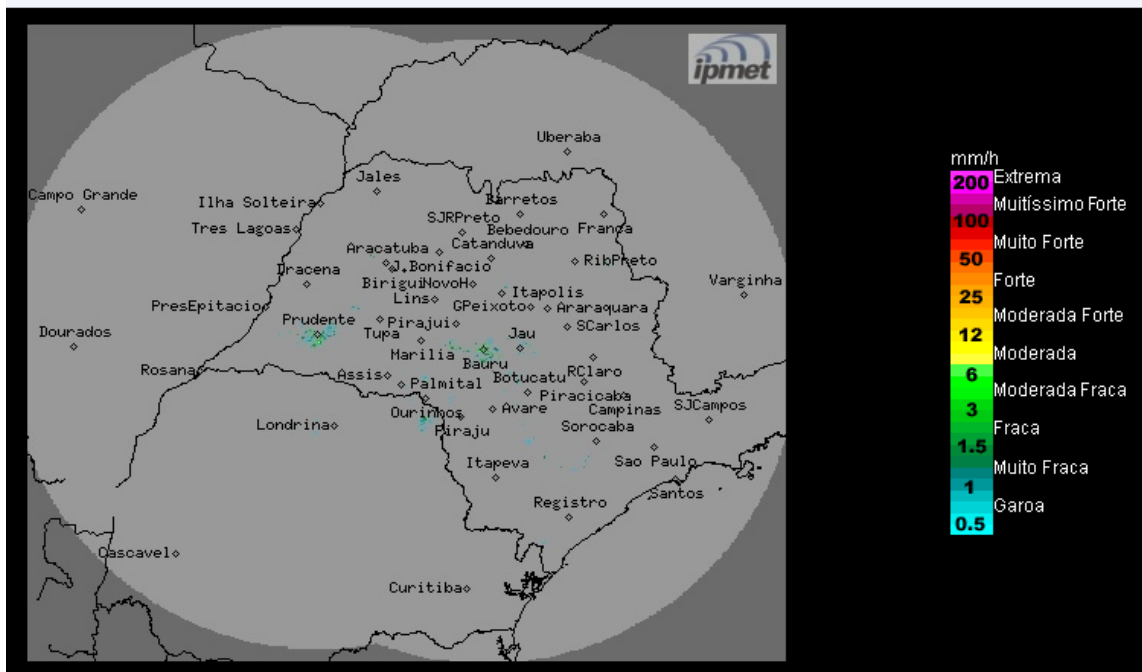 ipmet
Uberaba
Jales
Campo Grande
Ilha Solteira
Barretos
SJRPreto
Tres Lagoas
Bebedouro
Franca
Aracatuba
Catanduva
J.Bonifacio
RibPreto
Dracena
Varginha
Birigui
NovoH
Itapolis
PresEpitacio
Lins
GPeixoto
Araraquara
Prudente
Pirajui
SCarlos
Dourados
Tupa
Jau
Marilia
Bauru
Rosana
Assis
RClaro
Palmital
Botucatu
Piracicaba
Ourinhos
Avare
Campinas
SJCampos
Londrina
Piraju
Sorocaba
Itapeva
Sao Paulo
Santos
Registro
Cascavel
Curitiba
mm/h
200 Extrema
Muitíssimo Forte
100
Muito Forte
50
Forte
25
Moderada Forte
12
Moderada
6
Moderada Fraca
3
Fraca
1.5
Muito Fraca
1
Garoa
0.5